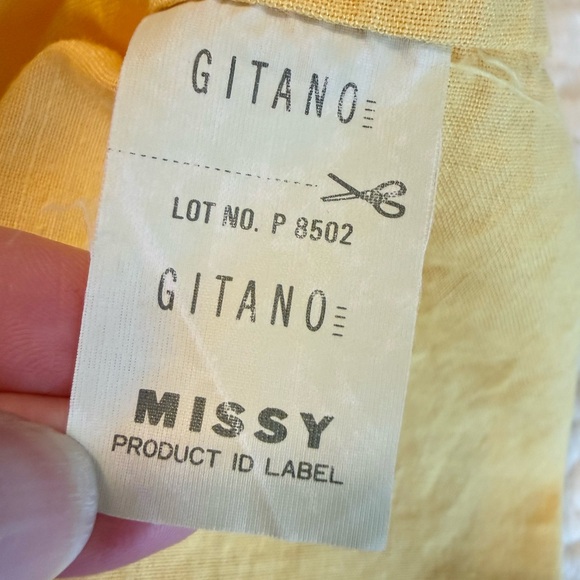 GITANO
LOT NO. P 8502
GITANO
MISSY
PRODUCT ID LABEL